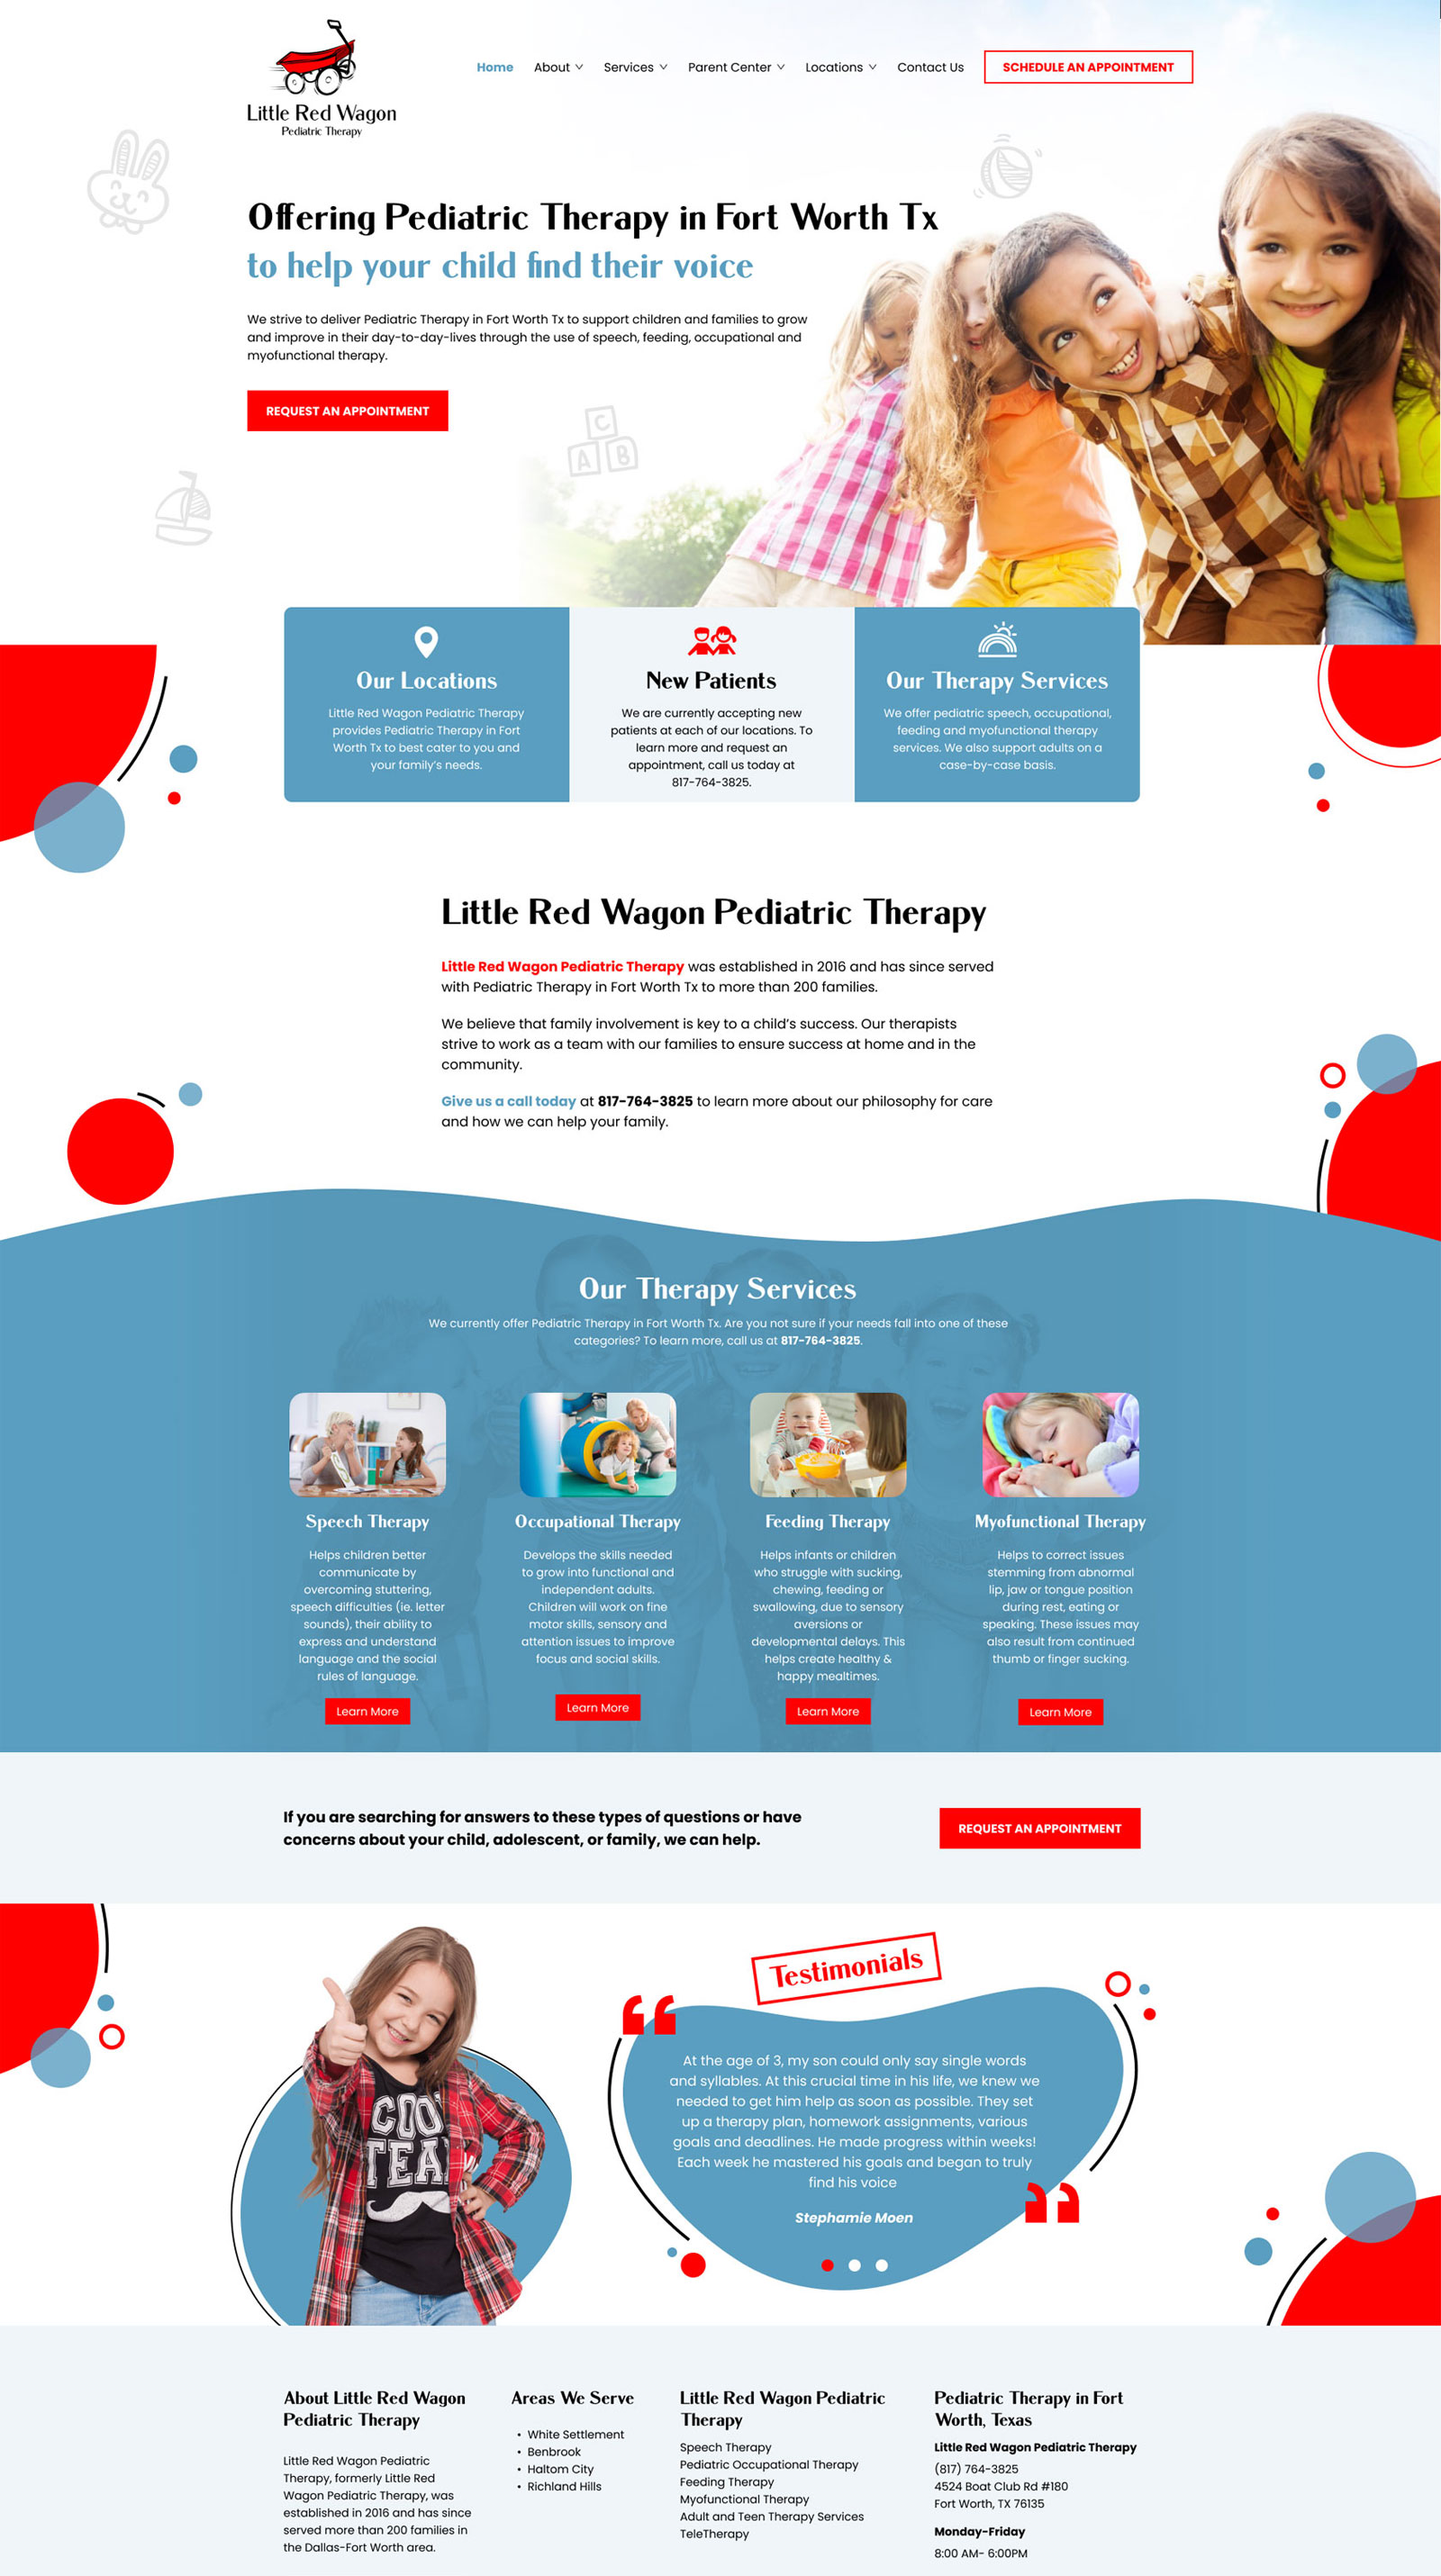 Little Red Wagon
Pediatric Therapy
Home
About
Services
Parent Center
Locations
Contact Us
SCHEDULE AN APPOINTMENT
Offering Pediatric Therapy in Fort Worth Tx
to help your child find their voice
We strive to deliver Pediatric Therapy in Fort Worth Tx to support children and families to grow
and improve in their day-to-day-lives through the use of speech, feeding, occupational and
myofunctional therapy.
REQUEST AN APPOINTMENT
C
A B
Our Locations
Little Red Wagon Pediatric Therapy
provides Pediatric Therapy in Fort
Worth Tx to best cater to you and
your family's needs.
New Patients
We are currently accepting new
patients at each of our locations. To
learn more and request an
appointment, call us today at
817-764-3825.
Our Therapy Services
We offer pediatric speech, occupational,
feeding and myofunctional therapy
services. We also support adults on a
case-by-case basis.
Little Red Wagon Pediatric Therapy
Little Red Wagon Pediatric Therapy was established in 2016 and has since served
with Pediatric Therapy in Fort Worth Tx to more than 200 families.
We believe that family involvement is key to a child's success. Our therapists
strive to work as a team with our families to ensure success at home and in the
community.
Give us a call today at 817-764-3825 to learn more about our philosophy for care
and how we can help your family.
Our Therapy Services
We currently offer Pediatric Therapy in Fort Worth Tx. Are you not sure if your needs fall into one of these
categories? To learn more, call us at 817-764-3825.
Speech Therapy
Helps children better
communicate by
overcoming stuttering,
speech difficulties (ie. letter
sounds), their ability to
express and understand
language and the social
rules of language.
Learn More
Occupational Therapy
Develops the skills needed
to grow into functional and
independent adults.
Children will work on fine
motor skills, sensory and
attention issues to improve
focus and social skills.
Learn More
Feeding Therapy
Helps infants or children
who struggle with sucking,
chewing, feeding or
swallowing, due to sensory
aversions or
developmental delays. This
helps create healthy &
happy mealtimes.
Learn More
Myofunctional Therapy
Helps to correct issues
stemming from abnormal
lip, jaw or tongue position
during rest, eating or
speaking. These issues may
also result from continued
thumb or finger sucking.
Learn More
If you are searching for answers to these types of questions or have
concerns about your child, adolescent, or family, we can help.
REQUEST AN APPOINTMENT
COO
TEA
Testimonials
“
At the age of 3, my son could only say single words
and syllables. At this crucial time in his life, we knew we
needed to get him help as soon as possible. They set
up a therapy plan, homework assignments, various
goals and deadlines. He made progress within weeks!
Each week he mastered his goals and began to truly
find his voice
”
Stephamie Moen
About Little Red Wagon
Pediatric Therapy
Little Red Wagon Pediatric
Therapy, formerly Little Red
Wagon Pediatric Therapy, was
established in 2016 and has since
served more than 200 families in
the Dallas-Fort Worth area.
Areas We Serve
• White Settlement
• Benbrook
• Haltom City
• Richland Hills
Little Red Wagon Pediatric
Therapy
Speech Therapy
Pediatric Occupational Therapy
Feeding Therapy
Myofunctional Therapy
Adult and Teen Therapy Services
TeleTherapy
Pediatric Therapy in Fort
Worth, Texas
Little Red Wagon Pediatric Therapy
(817) 764-3825
4524 Boat Club Rd #180
Fort Worth, TX 76135
Monday-Friday
8:00 AM- 6:00PM